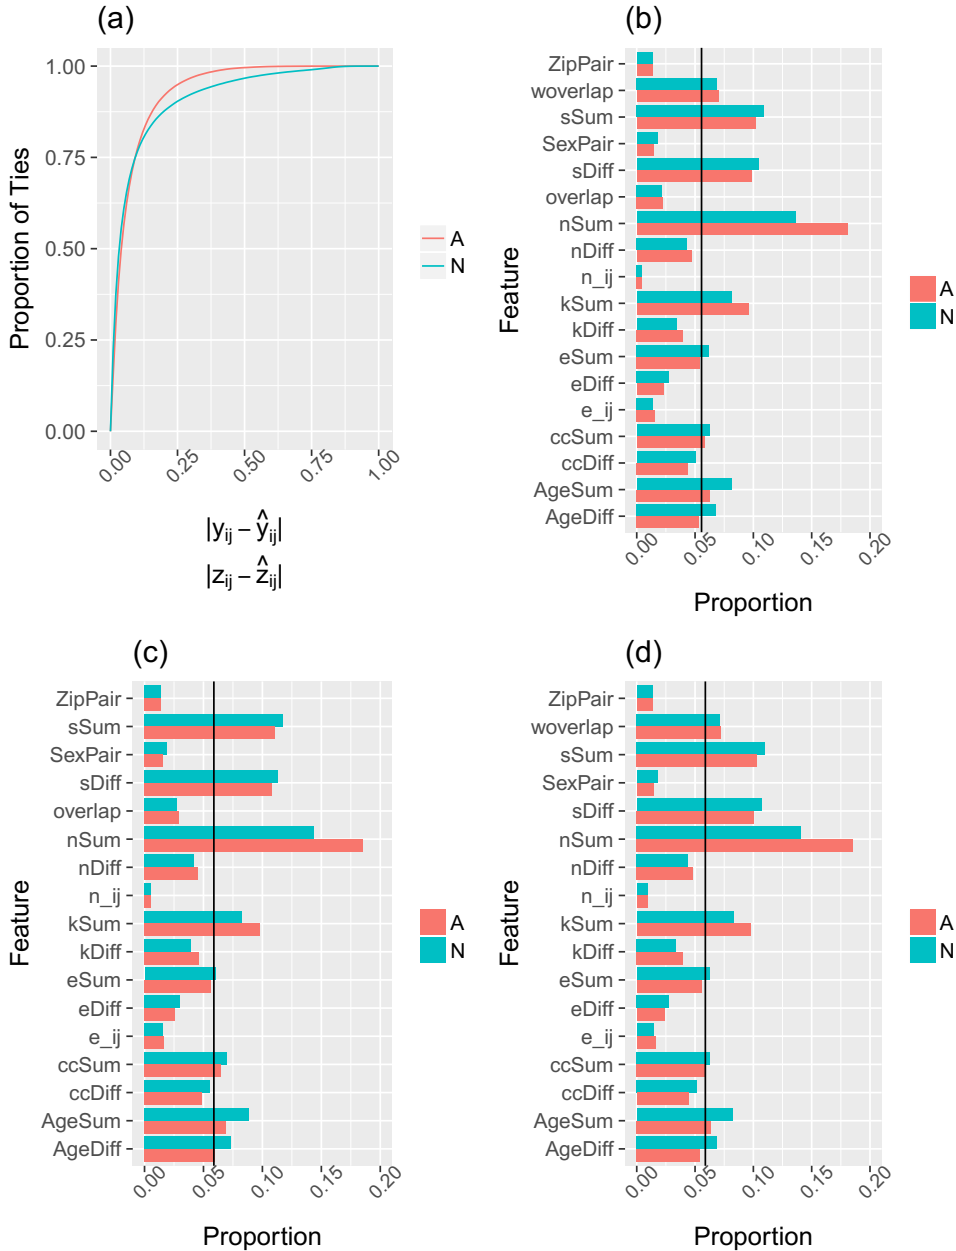 (a)
1.00
0.75
0.50
0.25
0.00
Proportion of Ties
0.00
0.25
0.50
0.75
1.00
|y_ij − ŷ_ij|
|z_ij − ẑ_ij|
A
N
(b)
ZipPair
woverlap
sSum
SexPair
sDiff
overlap
nSum
nDiff
n_ij
kSum
kDiff
eSum
eDiff
e_ij
ccSum
ccDiff
AgeSum
AgeDiff
Feature
0.00
0.05
0.10
0.15
0.20
Proportion
A
N
(c)
ZipPair
sSum
SexPair
sDiff
overlap
nSum
nDiff
n_ij
kSum
kDiff
eSum
eDiff
e_ij
ccSum
ccDiff
AgeSum
AgeDiff
Feature
0.00
0.05
0.10
0.15
0.20
Proportion
A
N
(d)
ZipPair
woverlap
sSum
SexPair
sDiff
nSum
nDiff
n_ij
kSum
kDiff
eSum
eDiff
e_ij
ccSum
ccDiff
AgeSum
AgeDiff
Feature
0.00
0.05
0.10
0.15
0.20
Proportion
A
N